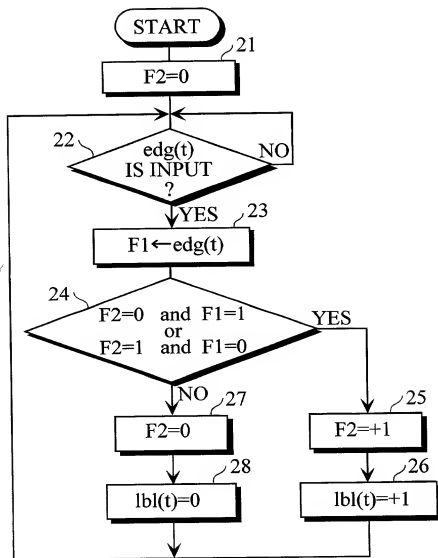 START
21
F2=0
22
edg(t)
IS INPUT
?
NO
YES
23
F1←edg(t)
24
F2=0 and F1=1
or
F2=1 and F1=0
YES
NO
27
F2=0
25
F2=+1
28
lbl(t)=0
26
lbl(t)=+1